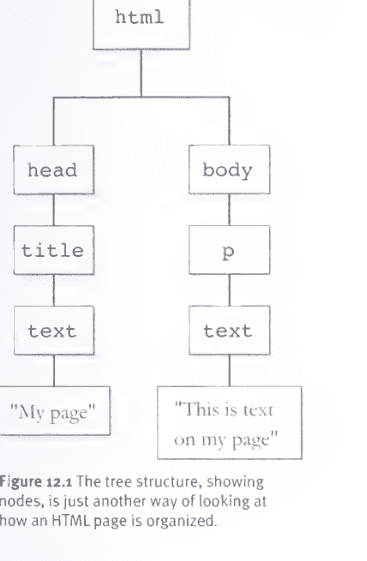 html
head body
title p
text text
"My page" "This is text
on my page"
Figure 12.1 The tree structure, showing
nodes, is just another way of looking at
how an HTML page is organized.